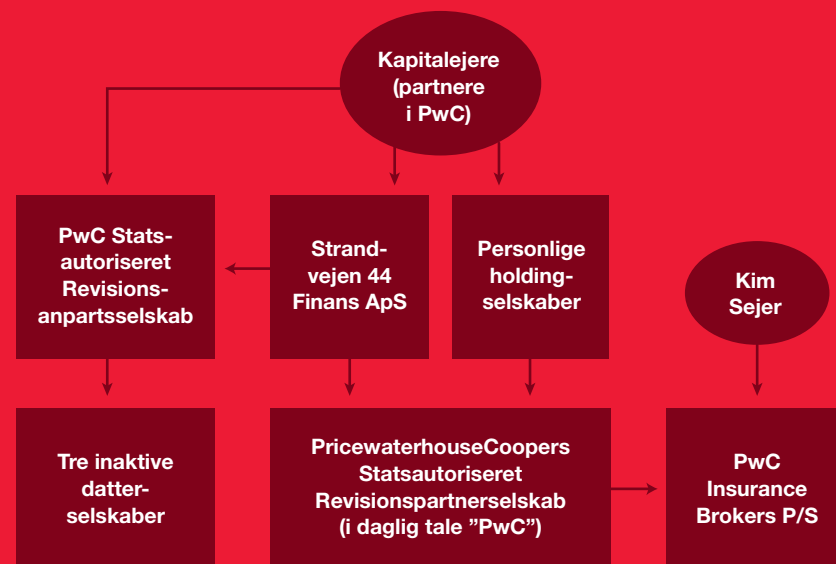 Kapitalejere
(partnere
i PwC)
PwC Stats-
autoriseret
Revisions-
anpartsselskab
Strand-
vejen 44
Finans ApS
Personlige
holding-
selskaber
Kim
Sejer
Tre inaktive
datter-
selskaber
PricewaterhouseCoopers
Statsautoriseret
Revisionspartnerselskab
(i daglig tale ”PwC”)
PwC
Insurance
Brokers P/S